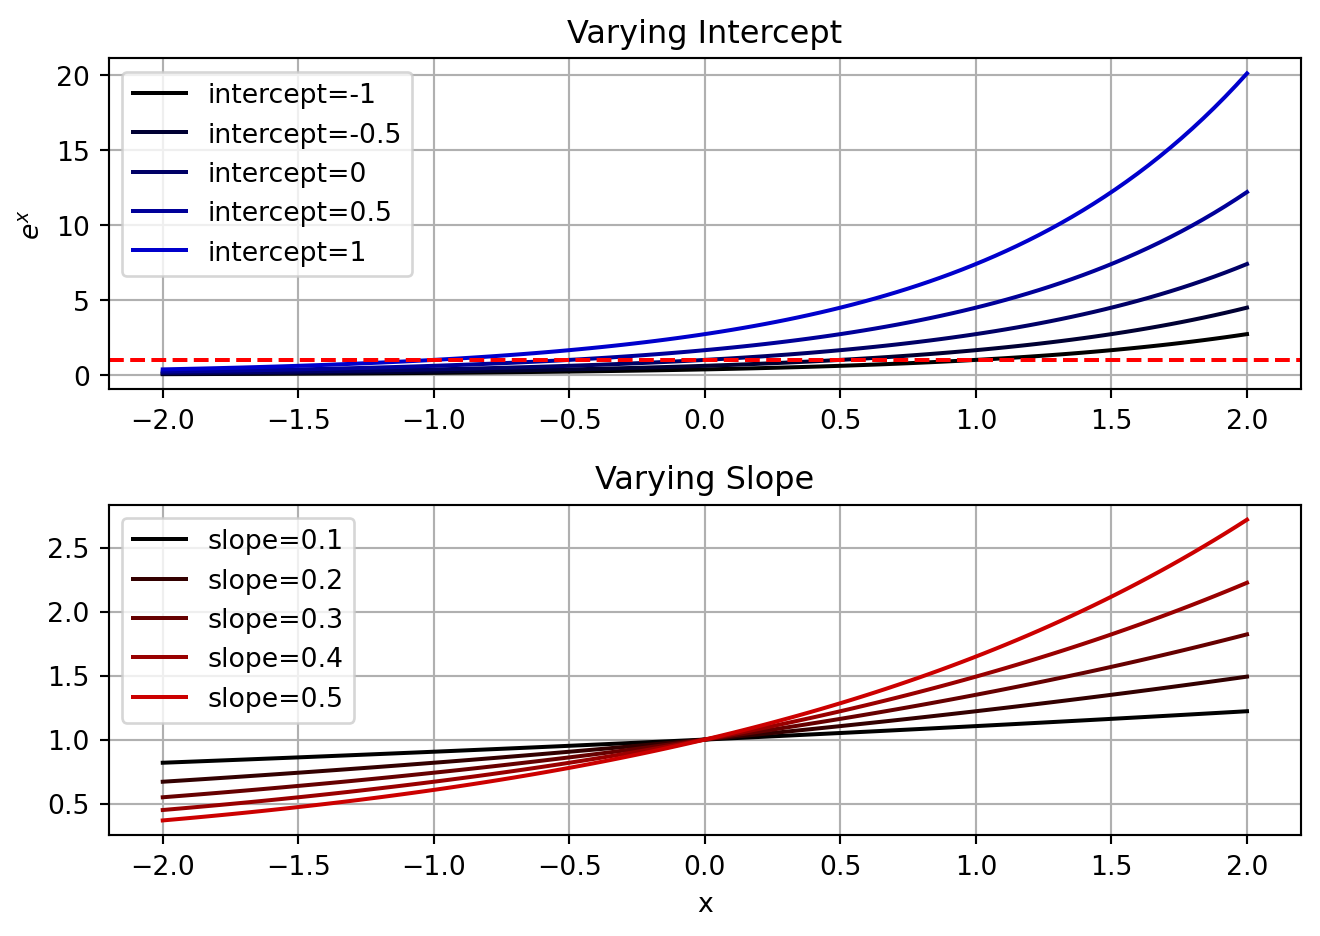 Varying Intercept
20
15
10
5
0
e^x
intercept=-1
intercept=-0.5
intercept=0
intercept=0.5
intercept=1
−2.0 −1.5 −1.0 −0.5 0.0 0.5 1.0 1.5 2.0
Varying Slope
2.5
2.0
1.5
1.0
0.5
slope=0.1
slope=0.2
slope=0.3
slope=0.4
slope=0.5
−2.0 −1.5 −1.0 −0.5 0.0 0.5 1.0 1.5 2.0
x